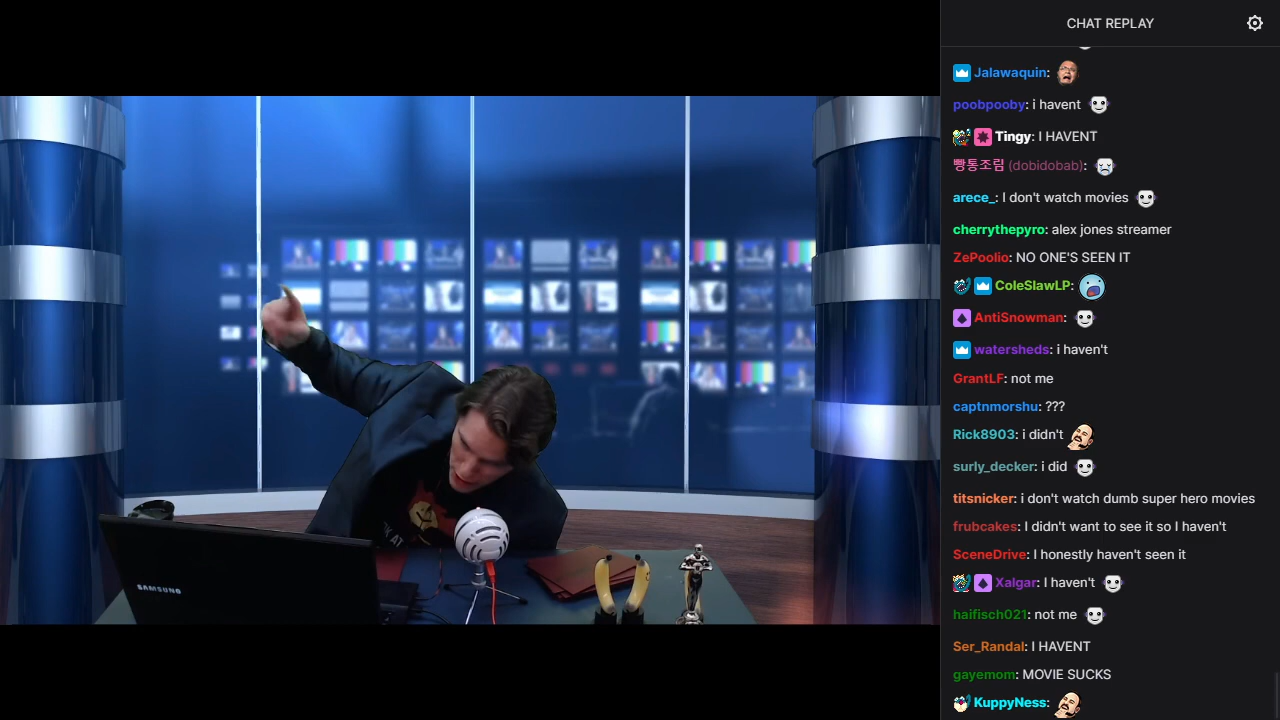 CHAT REPLAY
Jalawaquin:
poobpooby: i havent
Tingy: I HAVENT
빵통조림 (dobidobab):
arece_: I don't watch movies
cherrythepyro: alex jones streamer
ZePoolio: NO ONE'S SEEN IT
ColeSlawLP:
AntiSnowman:
watersheds: i haven't
GrantLF: not me
captnmorshu: ???
Rick8903: i didn't
surly_decker: i did
titsnicker: i don't watch dumb super hero movies
frubcakes: I didn't want to see it so I haven't
SceneDrive: I honestly haven't seen it
Xalgar: I haven't
haifisch021: not me
Ser_Randal: I HAVENT
gayemom: MOVIE SUCKS
KuppyNess:
SAMSUNG